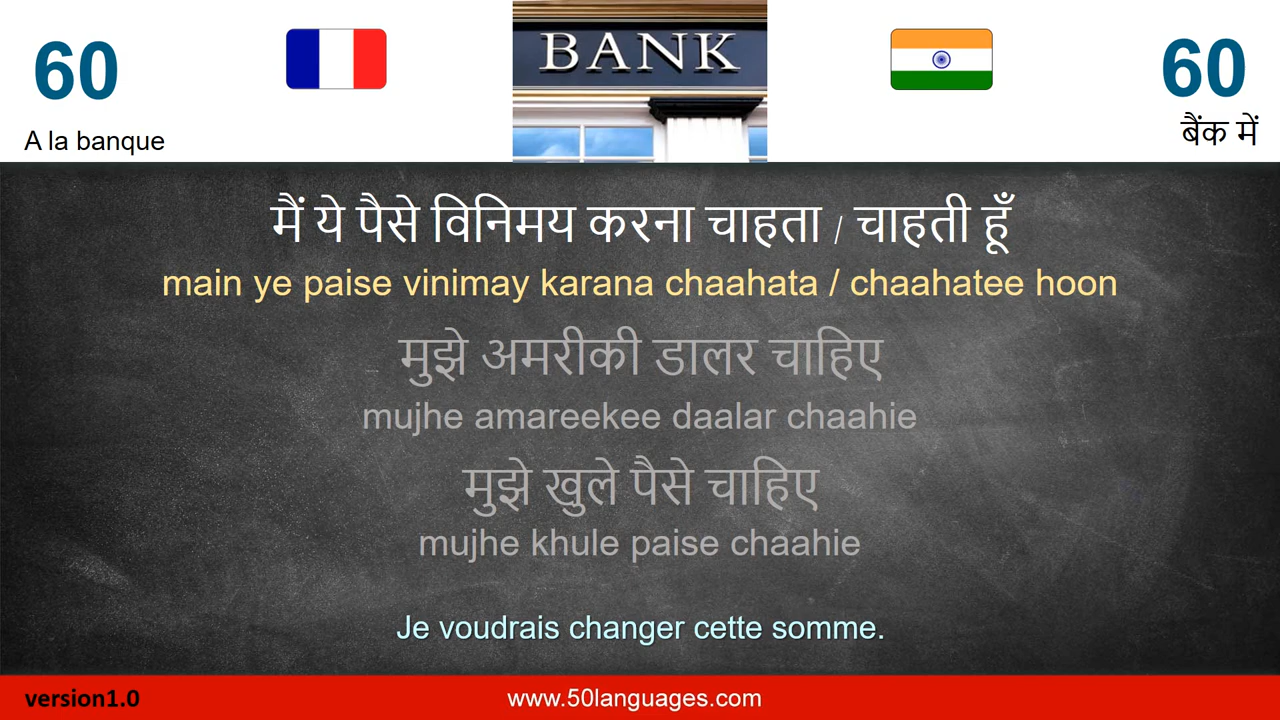 60
60
BANK
A la banque
बैंक में
मैं ये पैसे विनिमय करना चाहता / चाहती हूँ
main ye paise vinimay karana chaahata / chaahatee hoon
मुझे अमरीकी डालर चाहिए
mujhe amareekee daalar chaahie
मुझे खुले पैसे चाहिए
mujhe khule paise chaahie
Je voudrais changer cette somme.
version1.0
www.50languages.com